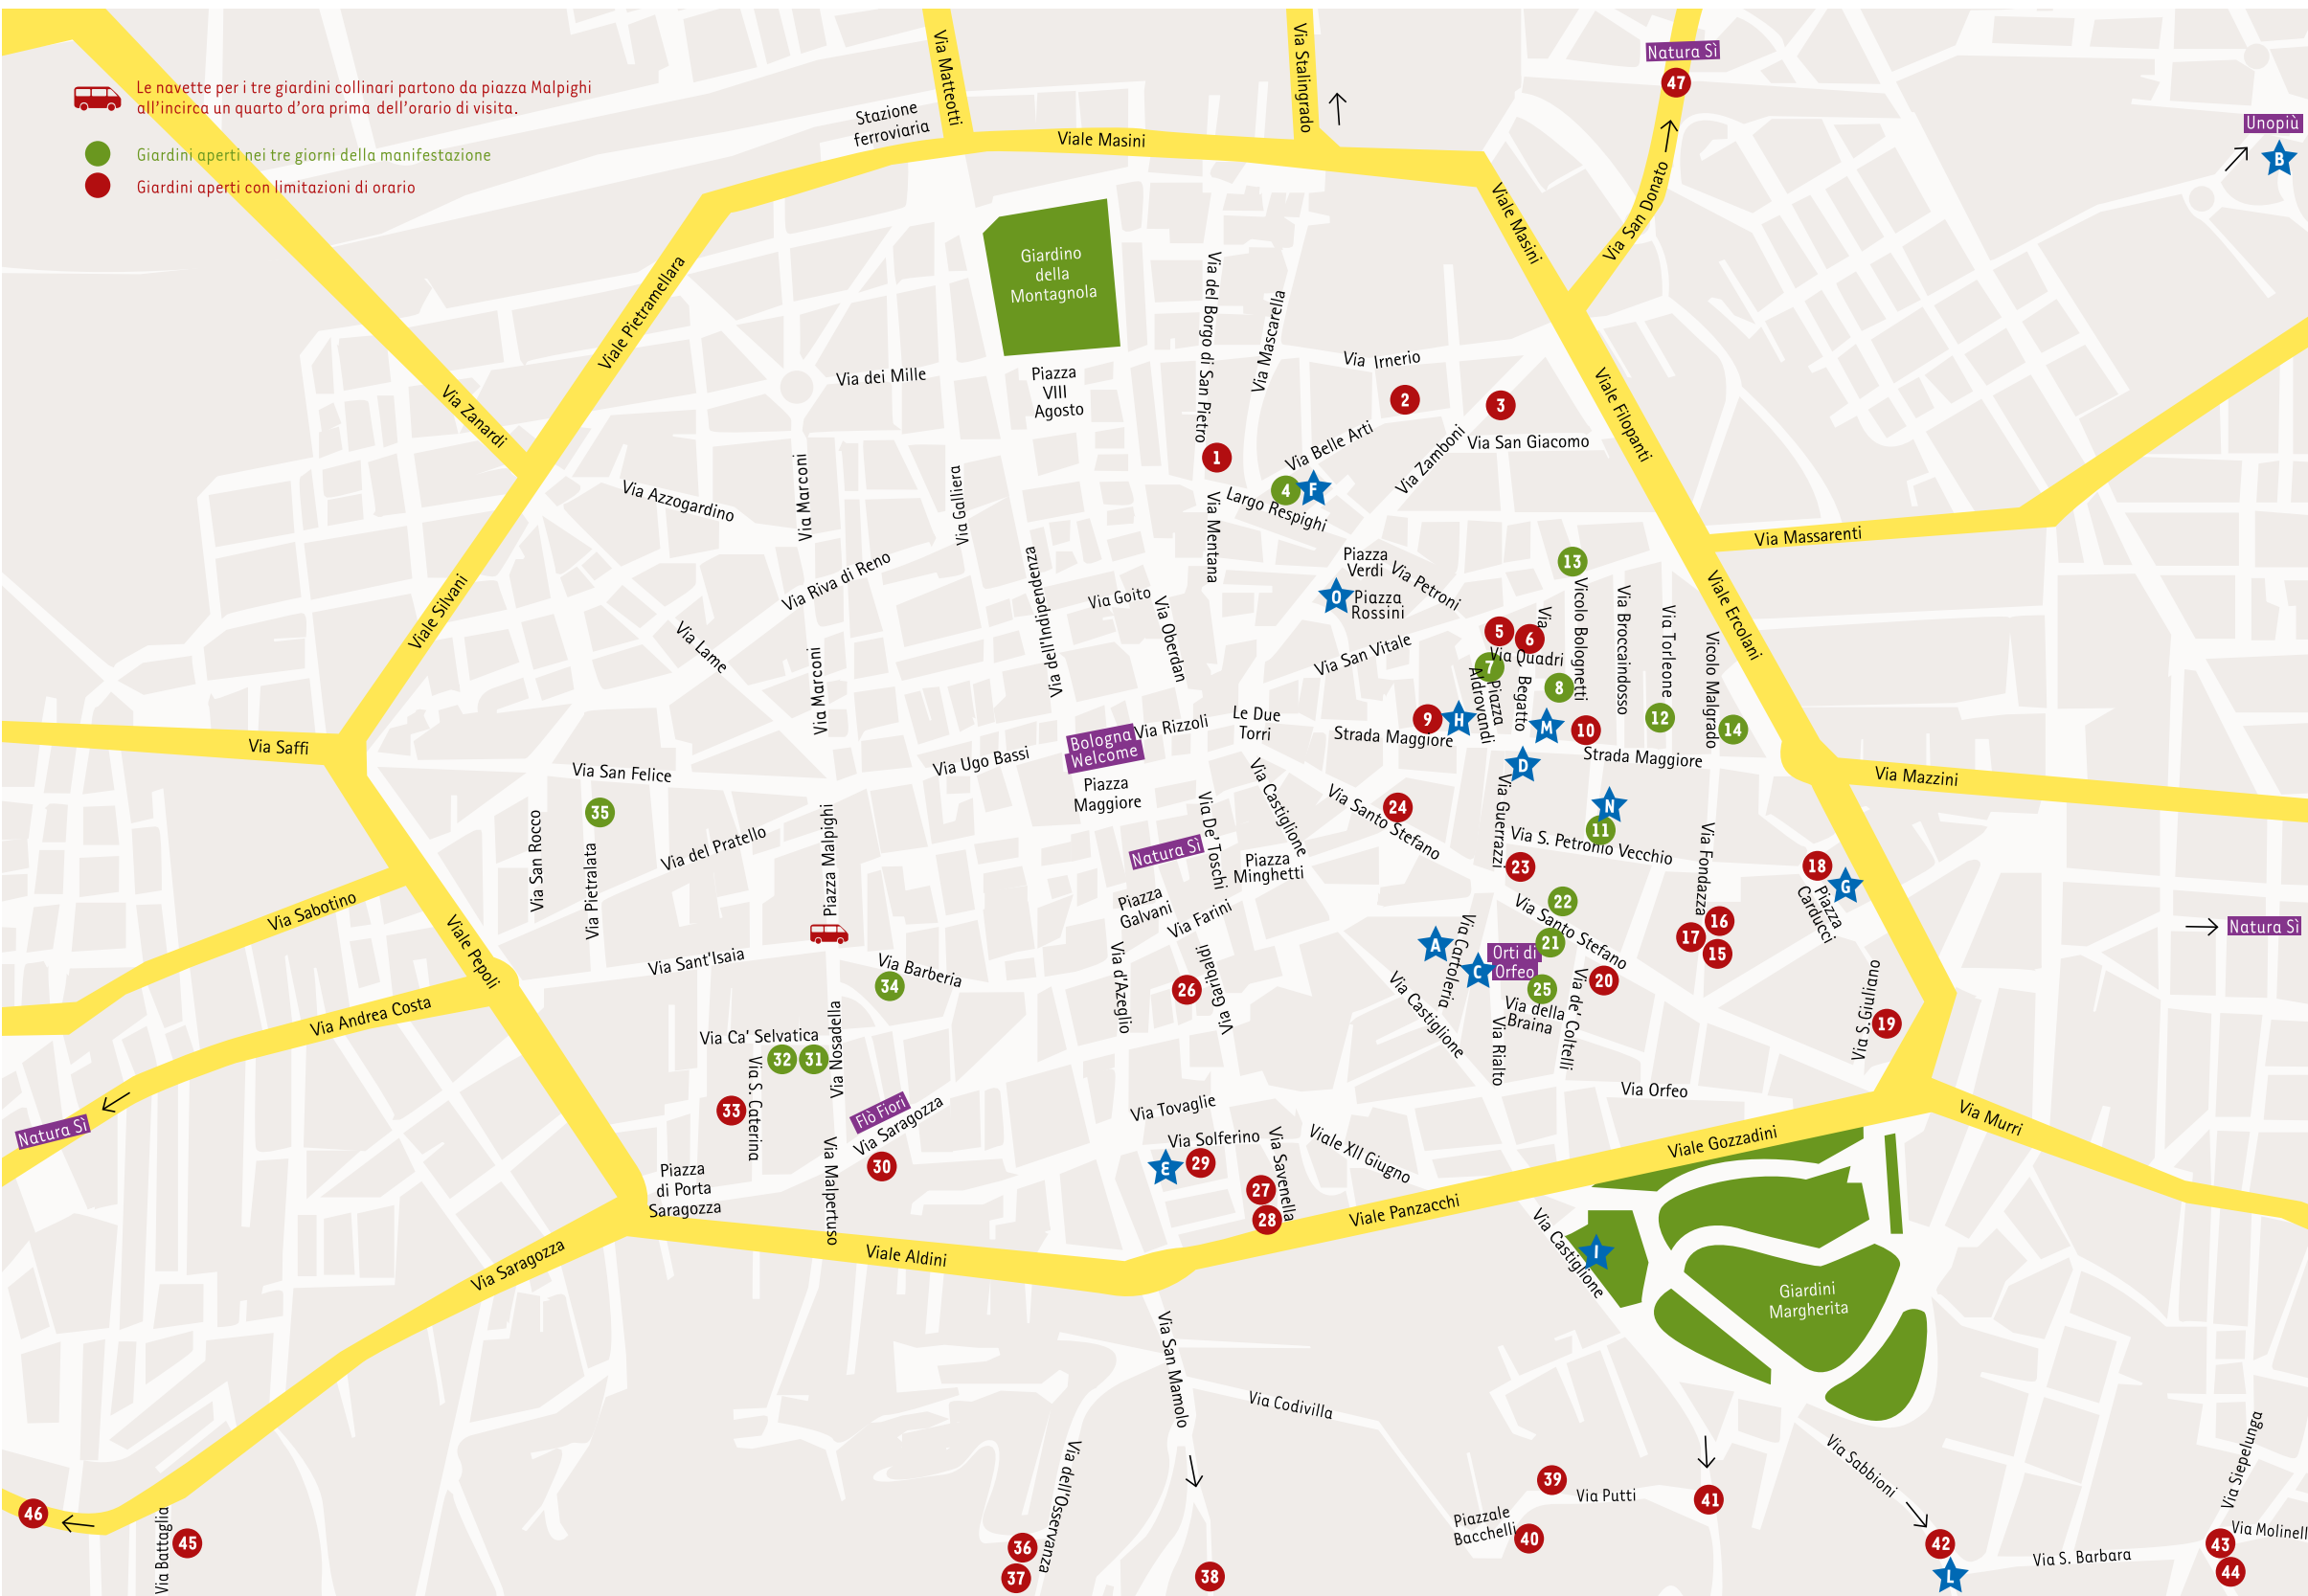 Le navette per i tre giardini collinari partono da piazza Malpighi
all'incirca un quarto d'ora prima dell'orario di visita.
Giardini aperti nei tre giorni della manifestazione
Giardini aperti con limitazioni di orario
Via Matteotti
Stazione
ferroviaria
Viale Masini
Via Stalingrado
Natura Sì
47
Unopiù
B
Via San Donato
Viale Masini
Giardino
della
Montagnola
Viale Pietramellara
Via Zanardi
Via dei Mille
Piazza
VIII
Agosto
Via del Borgo di San Pietro
Via Mascarella
Via Irnerio
2
3
Via Belle Arti
Via Zamboni
Via San Giacomo
Viale Filopanti
1
4
F
Largo Respighi
Via Azzogardino
Via Marconi
Via Galliera
Via Mentana
Via Massarenti
Piazza
Verdi
Via Petroni
13
O
Piazza
Rossini
Via Riva di Reno
Via dell'Indipendenza
Via Goito
Via Oberdan
Viale Silvani
Via Lame
Via Marconi
Via San Vitale
5
6
Via
Via Quadri
7
8
Piazza
Aldrovandi
Begatto
Vicolo Bolognetti
Via Broccaindosso
Via Torleone
Vicolo Malgrado
Viale Ercolani
9
H
M
10
12
14
D
Strada Maggiore
Strada Maggiore
Via Saffi
Via San Felice
Via Ugo Bassi
Bologna
Welcome
Via Rizzoli
Le Due
Torri
Piazza
Maggiore
Via Mazzini
35
Via San Rocco
Via Pietralata
Via del Pratello
Piazza Malpighi
Natura Sì
Via De' Toschi
Via Castiglione
Piazza
Minghetti
Via Santo Stefano
24
Via Guerrazzi
N
11
Via S. Petronio Vecchio
23
Via Fondazza
18
G
Piazza
Carducci
Via Sabotino
Viale Pepoli
Piazza
Galvani
Via Farini
22
Via Santo Stefano
21
16
17
15
Natura Sì
Via Sant'Isaia
Via Barberia
34
Via d'Azeglio
26
Via Garibaldi
A
Via Cartoleria
C
Orti di
Orfeo
25
Via della
Braina
20
Via de' Coltelli
Via Castiglione
Via Rialto
Via S.Giuliano
19
Via Andrea Costa
Via Ca' Selvatica
32
31
Via Nosadella
33
Via S. Caterina
Flò Fiori
Via Saragozza
30
Via Malpertuso
Natura Sì
Via Tovaglie
Via Solferino
E
29
Via Savenella
27
28
Viale XII Giugno
Via Orfeo
Viale Gozzadini
Via Murri
Piazza
di Porta
Saragozza
Viale Panzacchi
Viale Aldini
Via Saragozza
Via Castiglione
I
Giardini
Margherita
Via San Mamolo
Via Codivilla
Via dell'Osservanza
36
37
38
39
Via Putti
Piazzale
Bacchelli
40
41
Via Sabbioni
42
L
Via S. Barbara
Via Siepelunga
Via Molinell
43
44
46
45
Via Battaglia